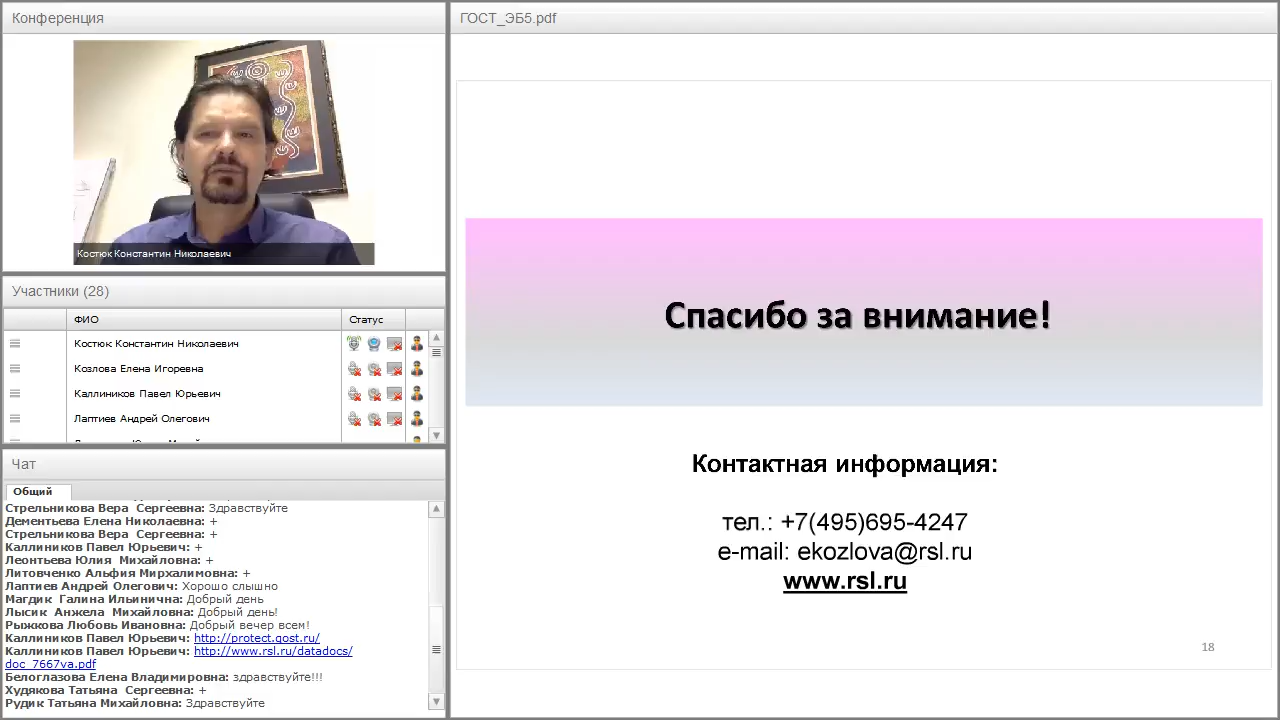 Конференция
Костюк Константин Николаевич
Участники (28)
ФИО
Статус
Костюк Константин Николаевич
Козлова Елена Игоревна
Каллиников Павел Юрьевич
Лаптиев Андрей Олегович
Чат
Общий
Стрельникова Вера Сергеевна: Здравствуйте
Дементьева Елена Николаевна: +
Стрельникова Вера Сергеевна: +
Каллиников Павел Юрьевич: +
Леонтьева Юлия Михайловна: +
Литовченко Альфия Мирхалимовна: +
Лаптиев Андрей Олегович: Хорошо слышно
Магдик Галина Ильинична: Добрый день
Лысик Анжела Михайловна: Добрый день!
Рыжкова Любовь Ивановна: Добрый вечер всем!
Каллиников Павел Юрьевич: http://protect.gost.ru/
Каллиников Павел Юрьевич: http://www.rsl.ru/datadocs/
doc_7667va.pdf
Белоглазова Елена Владимировна: здравствуйте!!!
Худякова Татьяна Сергеевна: +
Рудик Татьяна Михайловна: Здравствуйте
ГОСТ_ЭБ5.pdf
Спасибо за внимание!
Контактная информация:
тел.: +7(495)695-4247
e-mail: ekozlova@rsl.ru
www.rsl.ru
18